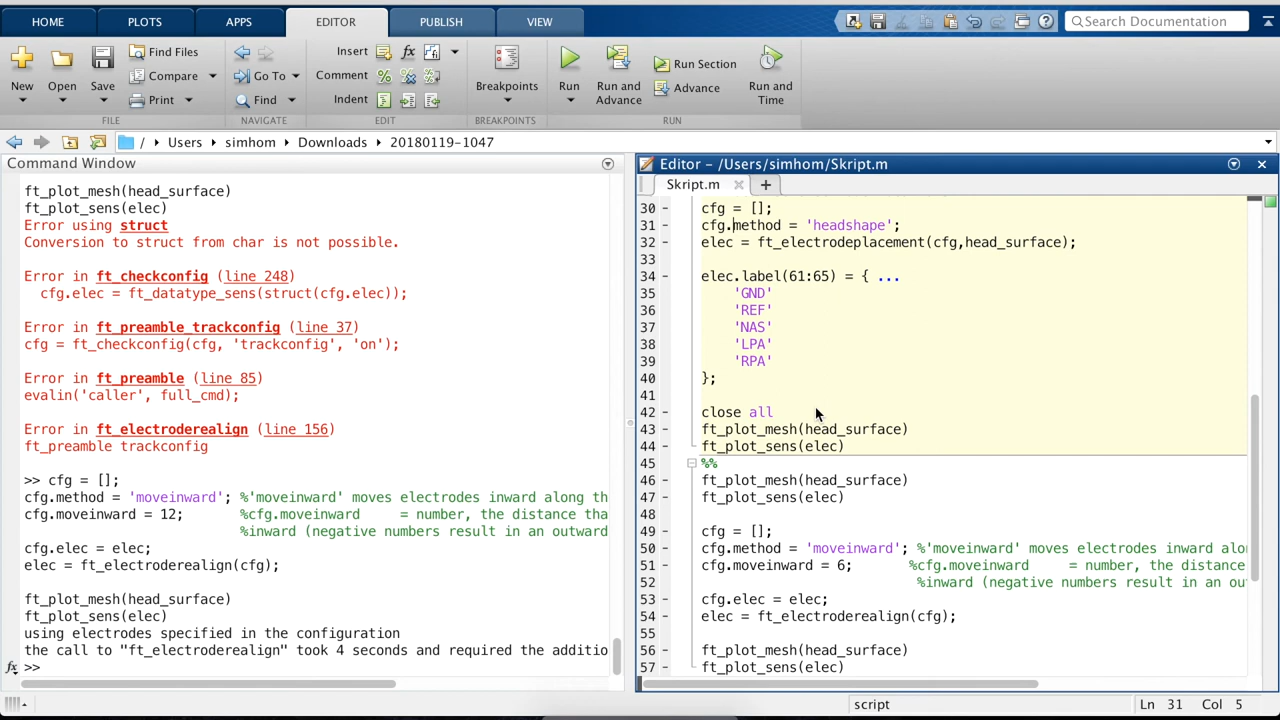 HOME PLOTS APPS EDITOR PUBLISH VIEW
Search Documentation
New Open Save Find Files Compare Print
Go To Find
Insert Comment Indent
Breakpoints
Run Run and Advance Run Section Advance Run and Time
FILE NAVIGATE EDIT BREAKPOINTS RUN
/ Users simhom Downloads 20180119-1047
Command Window
ft_plot_mesh(head_surface)
ft_plot_sens(elec)
Error using struct
Conversion to struct from char is not possible.
Error in ft_checkconfig (line 248)
cfg.elec = ft_datatype_sens(struct(cfg.elec));
Error in ft_preamble_trackconfig (line 37)
cfg = ft_checkconfig(cfg, 'trackconfig', 'on');
Error in ft_preamble (line 85)
evalin('caller', full_cmd);
Error in ft_electroderealign (line 156)
ft_preamble trackconfig
>> cfg = [];
cfg.method = 'moveinward'; %'moveinward' moves electrodes inward along th
cfg.moveinward = 12; %cfg.moveinward = number, the distance tha
%inward (negative numbers result in an outward
cfg.elec = elec;
elec = ft_electroderealign(cfg);
ft_plot_mesh(head_surface)
ft_plot_sens(elec)
using electrodes specified in the configuration
the call to "ft_electroderealign" took 4 seconds and required the additio
fx >>
Editor - /Users/simhom/Skript.m
Skript.m
30 - cfg = [];
31 - cfg.method = 'headshape';
32 - elec = ft_electrodeplacement(cfg,head_surface);
33
34 - elec.label(61:65) = { ...
35 'GND'
36 'REF'
37 'NAS'
38 'LPA'
39 'RPA'
40 };
41
42 - close all
43 - ft_plot_mesh(head_surface)
44 - ft_plot_sens(elec)
45 %%
46 - ft_plot_mesh(head_surface)
47 - ft_plot_sens(elec)
48
49 - cfg = [];
50 - cfg.method = 'moveinward'; %'moveinward' moves electrodes inward alo
51 - cfg.moveinward = 6; %cfg.moveinward = number, the distance
52 %inward (negative numbers result in an ou
53 - cfg.elec = elec;
54 - elec = ft_electroderealign(cfg);
55
56 - ft_plot_mesh(head_surface)
57 - ft_plot_sens(elec)
script Ln 31 Col 5